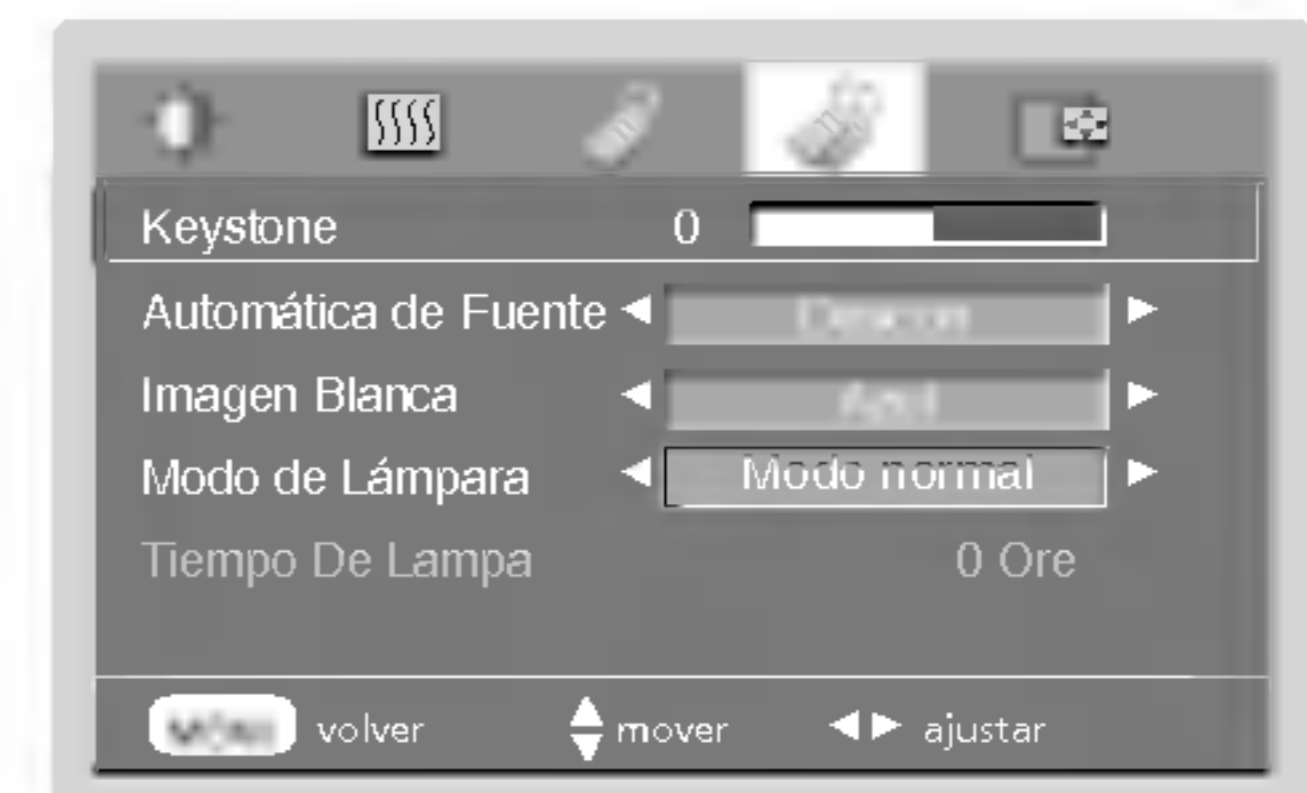 Keystone 0
Automática de Fuente
Imagen Blanca
Modo de Lámpara Modo normal
Tiempo De Lampa 0 Ore
volver mover ajustar